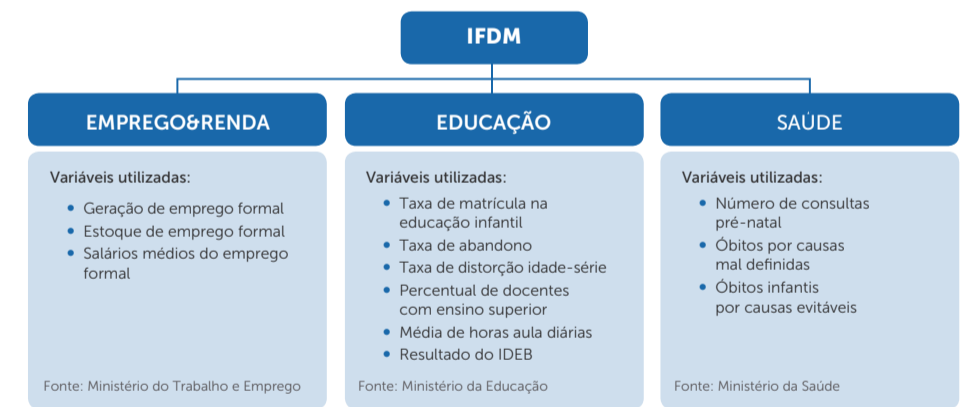 IFDM
EMPREGO&RENDA
Variáveis utilizadas:
• Geração de emprego formal
• Estoque de emprego formal
• Salários médios do emprego
formal
Fonte: Ministério do Trabalho e Emprego
EDUCAÇÃO
Variáveis utilizadas:
• Taxa de matrícula na
educação infantil
• Taxa de abandono
• Taxa de distorção idade-série
• Percentual de docentes
com ensino superior
• Média de horas aula diárias
• Resultado do IDEB
Fonte: Ministério da Educação
SAÚDE
Variáveis utilizadas:
• Número de consultas
pré-natal
• Óbitos por causas
mal definidas
• Óbitos infantis
por causas evitáveis
Fonte: Ministério da Saúde